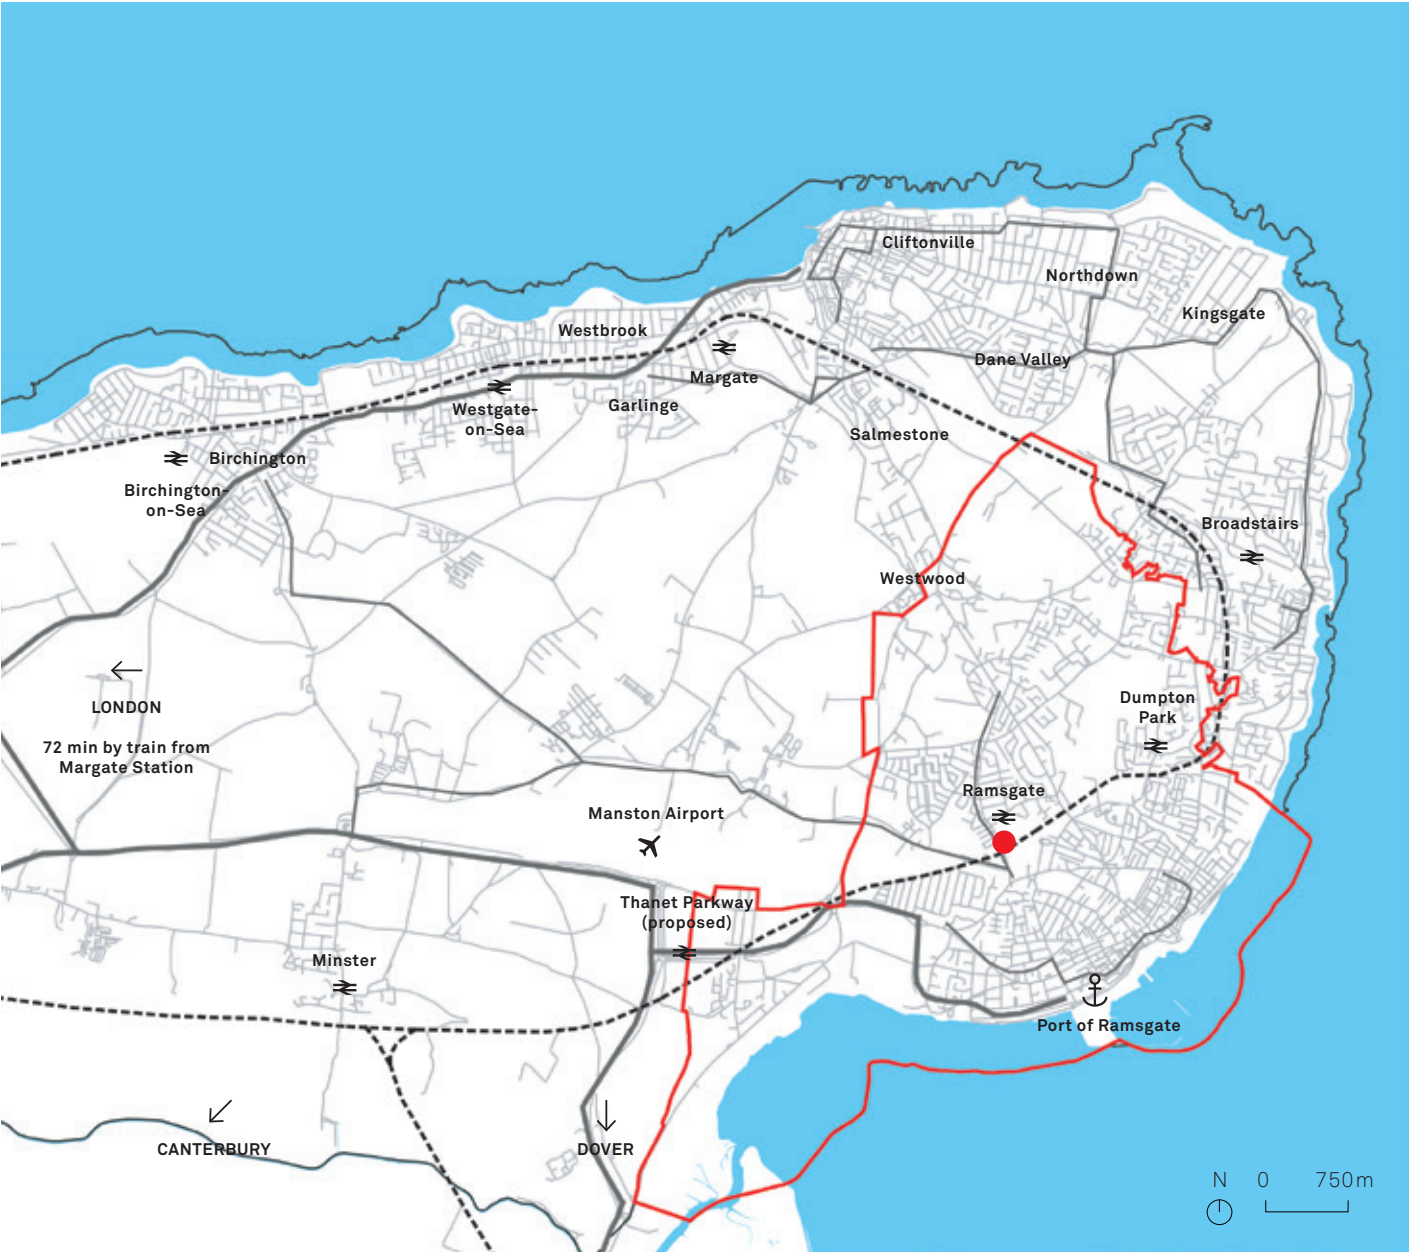 Cliftonville
Northdown
Kingsgate
Westbrook
Dane Valley
Margate
Garlinge
Westgate-
on-Sea
Salmestone
Birchington
Birchington-
on-Sea
Broadstairs
Westwood
LONDON
72 min by train from
Margate Station
Dumpton
Park
Ramsgate
Manston Airport
Thanet Parkway
(proposed)
Minster
Port of Ramsgate
CANTERBURY
DOVER
N 0 750m